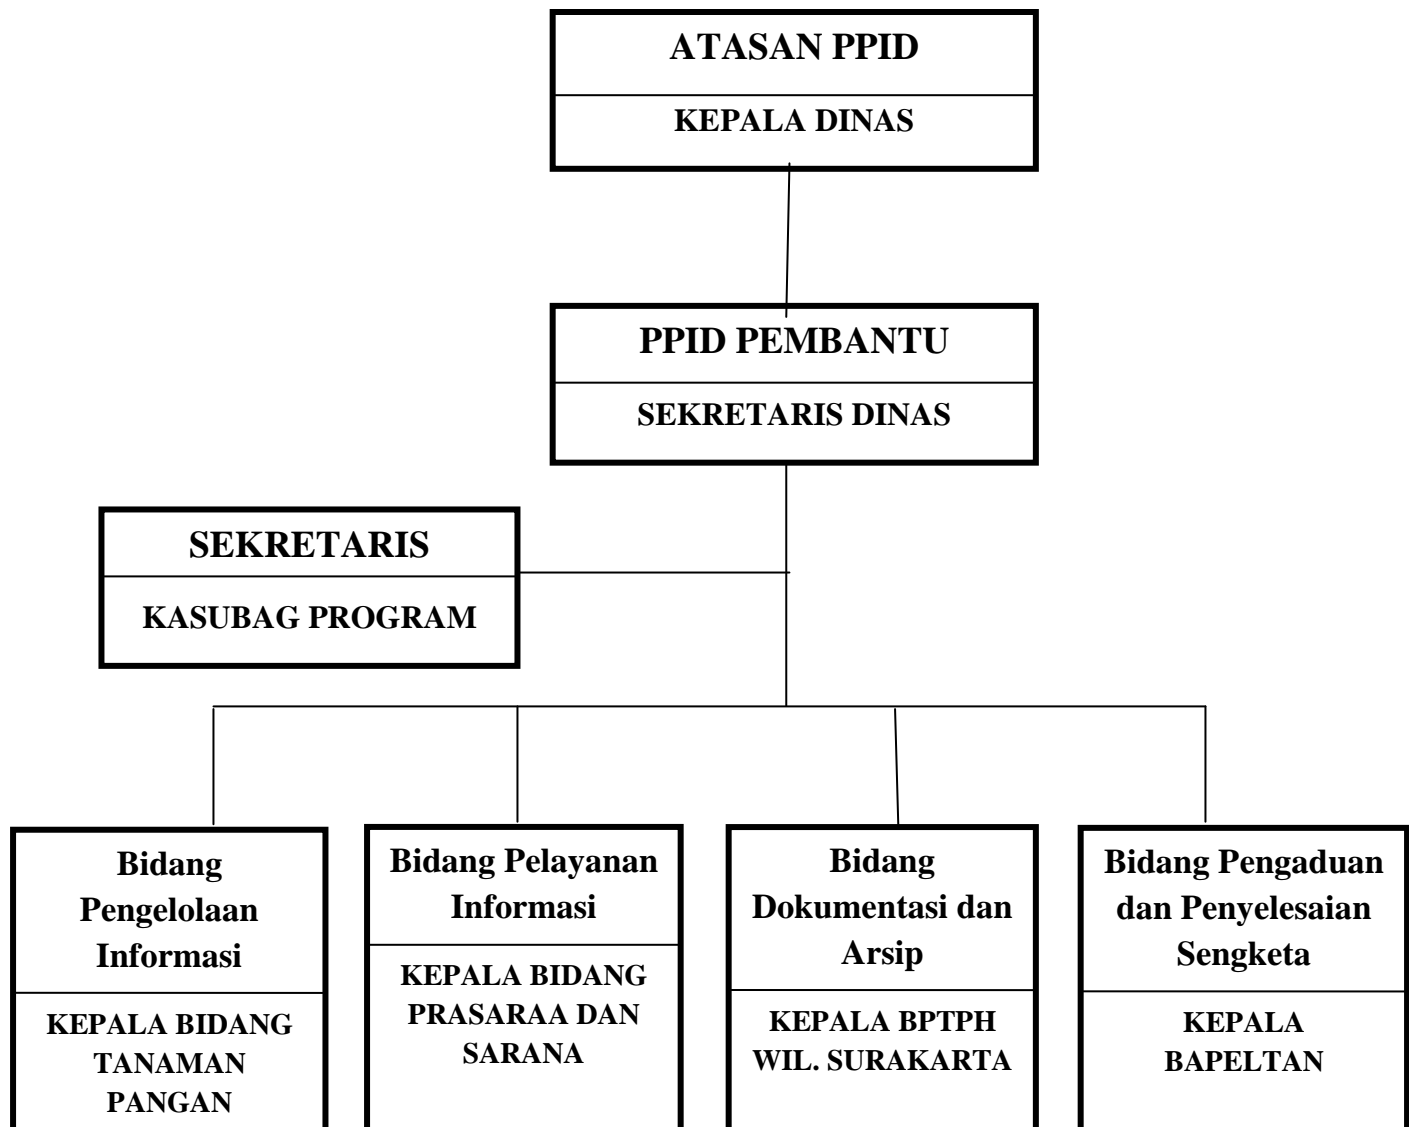 ATASAN PPID
KEPALA DINAS
PPID PEMBANTU
SEKRETARIS DINAS
SEKRETARIS
KASUBAG PROGRAM
Bidang
Pengelolaan
Informasi
KEPALA BIDANG
TANAMAN
PANGAN
Bidang Pelayanan
Informasi
KEPALA BIDANG
PRASARAA DAN
SARANA
Bidang
Dokumentasi dan
Arsip
KEPALA BPTPH
WIL. SURAKARTA
Bidang Pengaduan
dan Penyelesaian
Sengketa
KEPALA
BAPELTAN